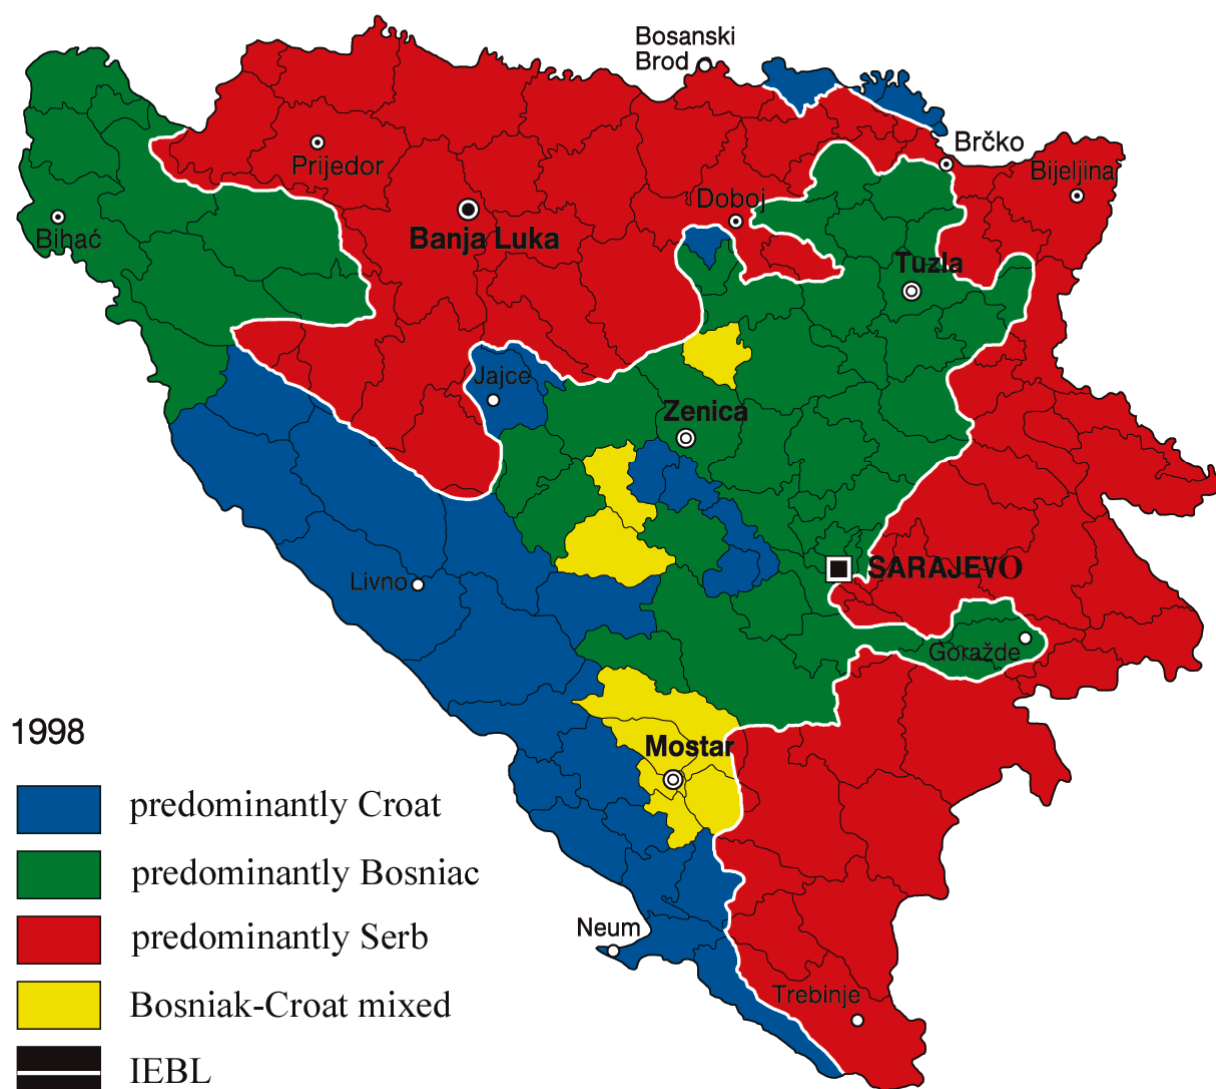 Bosanski
Brod
Brčko
Prijedor
Bijeljina
Doboj
Bihać
Banja Luka
Tuzla
Jajce
Zenica
SARAJEVO
Livno
Goražde
1998
Mostar
predominantly Croat
predominantly Bosniac
predominantly Serb
Neum
Bosniak-Croat mixed
Trebinje
IEBL